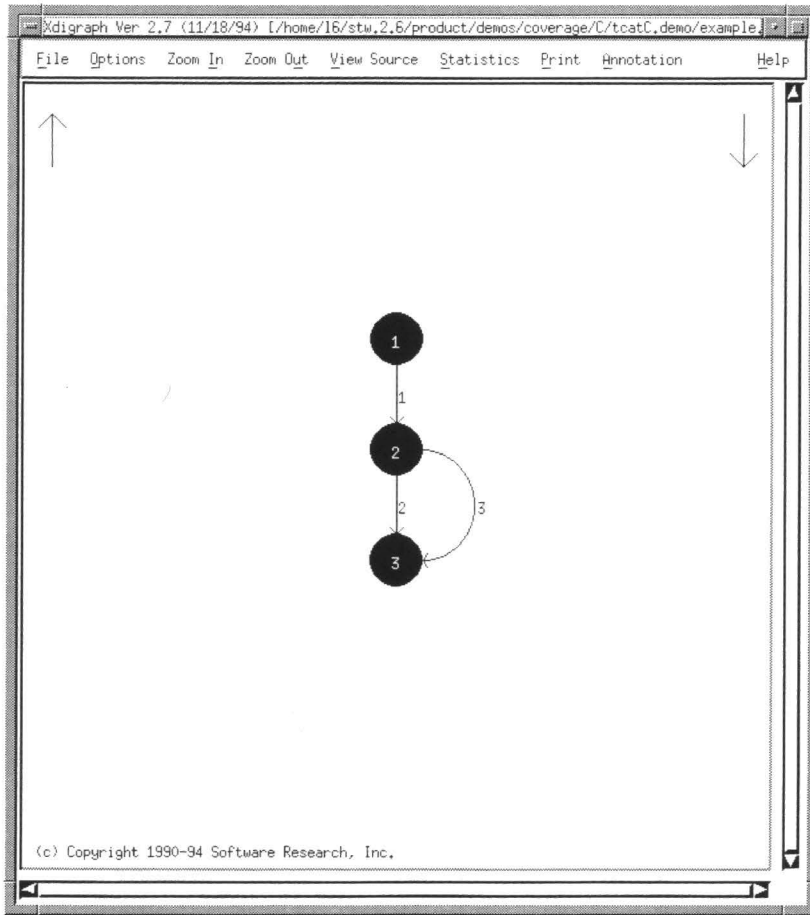 Xdigraph Ver 2.7 (11/18/94) [/home/16/stw.2.6/product/demos/coverage/C/tcatC.demo/example.
File Options Zoom In Zoom Out View Source Statistics Print Annotation Help
1
1
2
2
3
3
(c) Copyright 1990-94 Software Research, Inc.